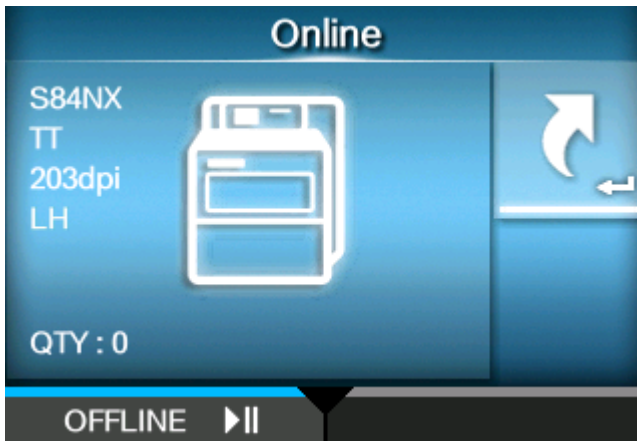 Online
S84NX
TT
203dpi
LH
QTY : 0
OFFLINE